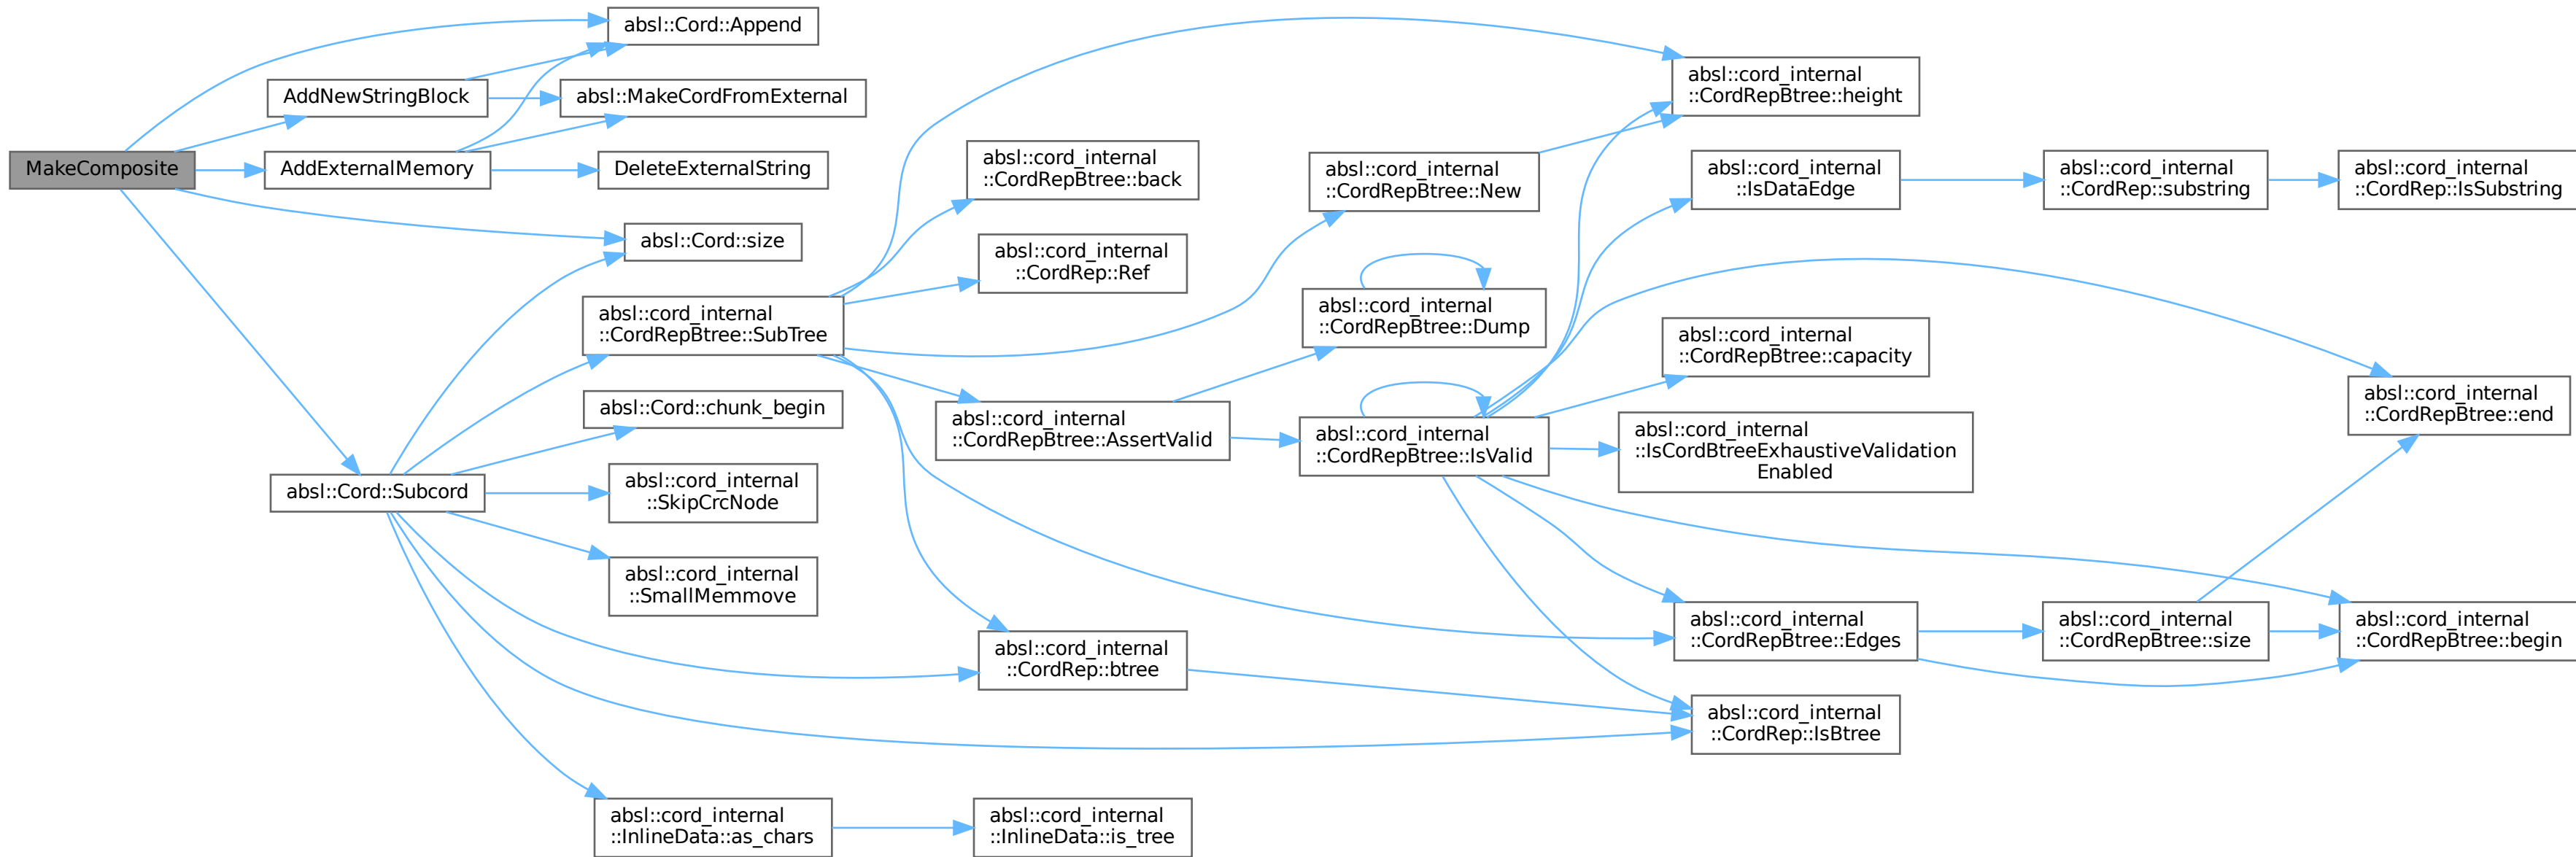 MakeComposite
absl::Cord::Append
AddNewStringBlock
absl::MakeCordFromExternal
AddExternalMemory
DeleteExternalString
absl::Cord::size
absl::Cord::Subcord
absl::cord_internal
::CordRepBtree::SubTree
absl::Cord::chunk_begin
absl::cord_internal
::SkipCrcNode
absl::cord_internal
::SmallMemmove
absl::cord_internal
::InlineData::as_chars
absl::cord_internal
::InlineData::is_tree
absl::cord_internal
::CordRepBtree::back
absl::cord_internal
::CordRep::Ref
absl::cord_internal
::CordRepBtree::AssertValid
absl::cord_internal
::CordRep::btree
absl::cord_internal
::CordRepBtree::New
absl::cord_internal
::CordRepBtree::Dump
absl::cord_internal
::CordRepBtree::IsValid
absl::cord_internal
::CordRepBtree::height
absl::cord_internal
::IsDataEdge
absl::cord_internal
::CordRepBtree::capacity
absl::cord_internal
::IsCordBtreeExhaustiveValidation
Enabled
absl::cord_internal
::CordRepBtree::Edges
absl::cord_internal
::CordRep::IsBtree
absl::cord_internal
::CordRep::substring
absl::cord_internal
::CordRep::IsSubstring
absl::cord_internal
::CordRepBtree::end
absl::cord_internal
::CordRepBtree::size
absl::cord_internal
::CordRepBtree::begin